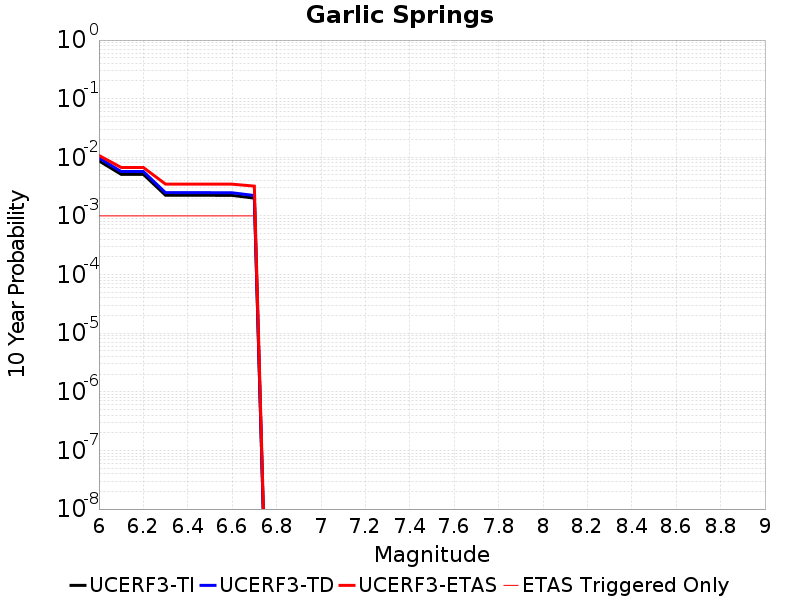 Garlic Springs
10^0
10^-1
10^-2
10^-3
10^-4
10^-5
10^-6
10^-7
10^-8
10 Year Probability
6 6.2 6.4 6.6 6.8 7 7.2 7.4 7.6 7.8 8 8.2 8.4 8.6 8.8 9
Magnitude
UCERF3-TI UCERF3-TD UCERF3-ETAS ETAS Triggered Only